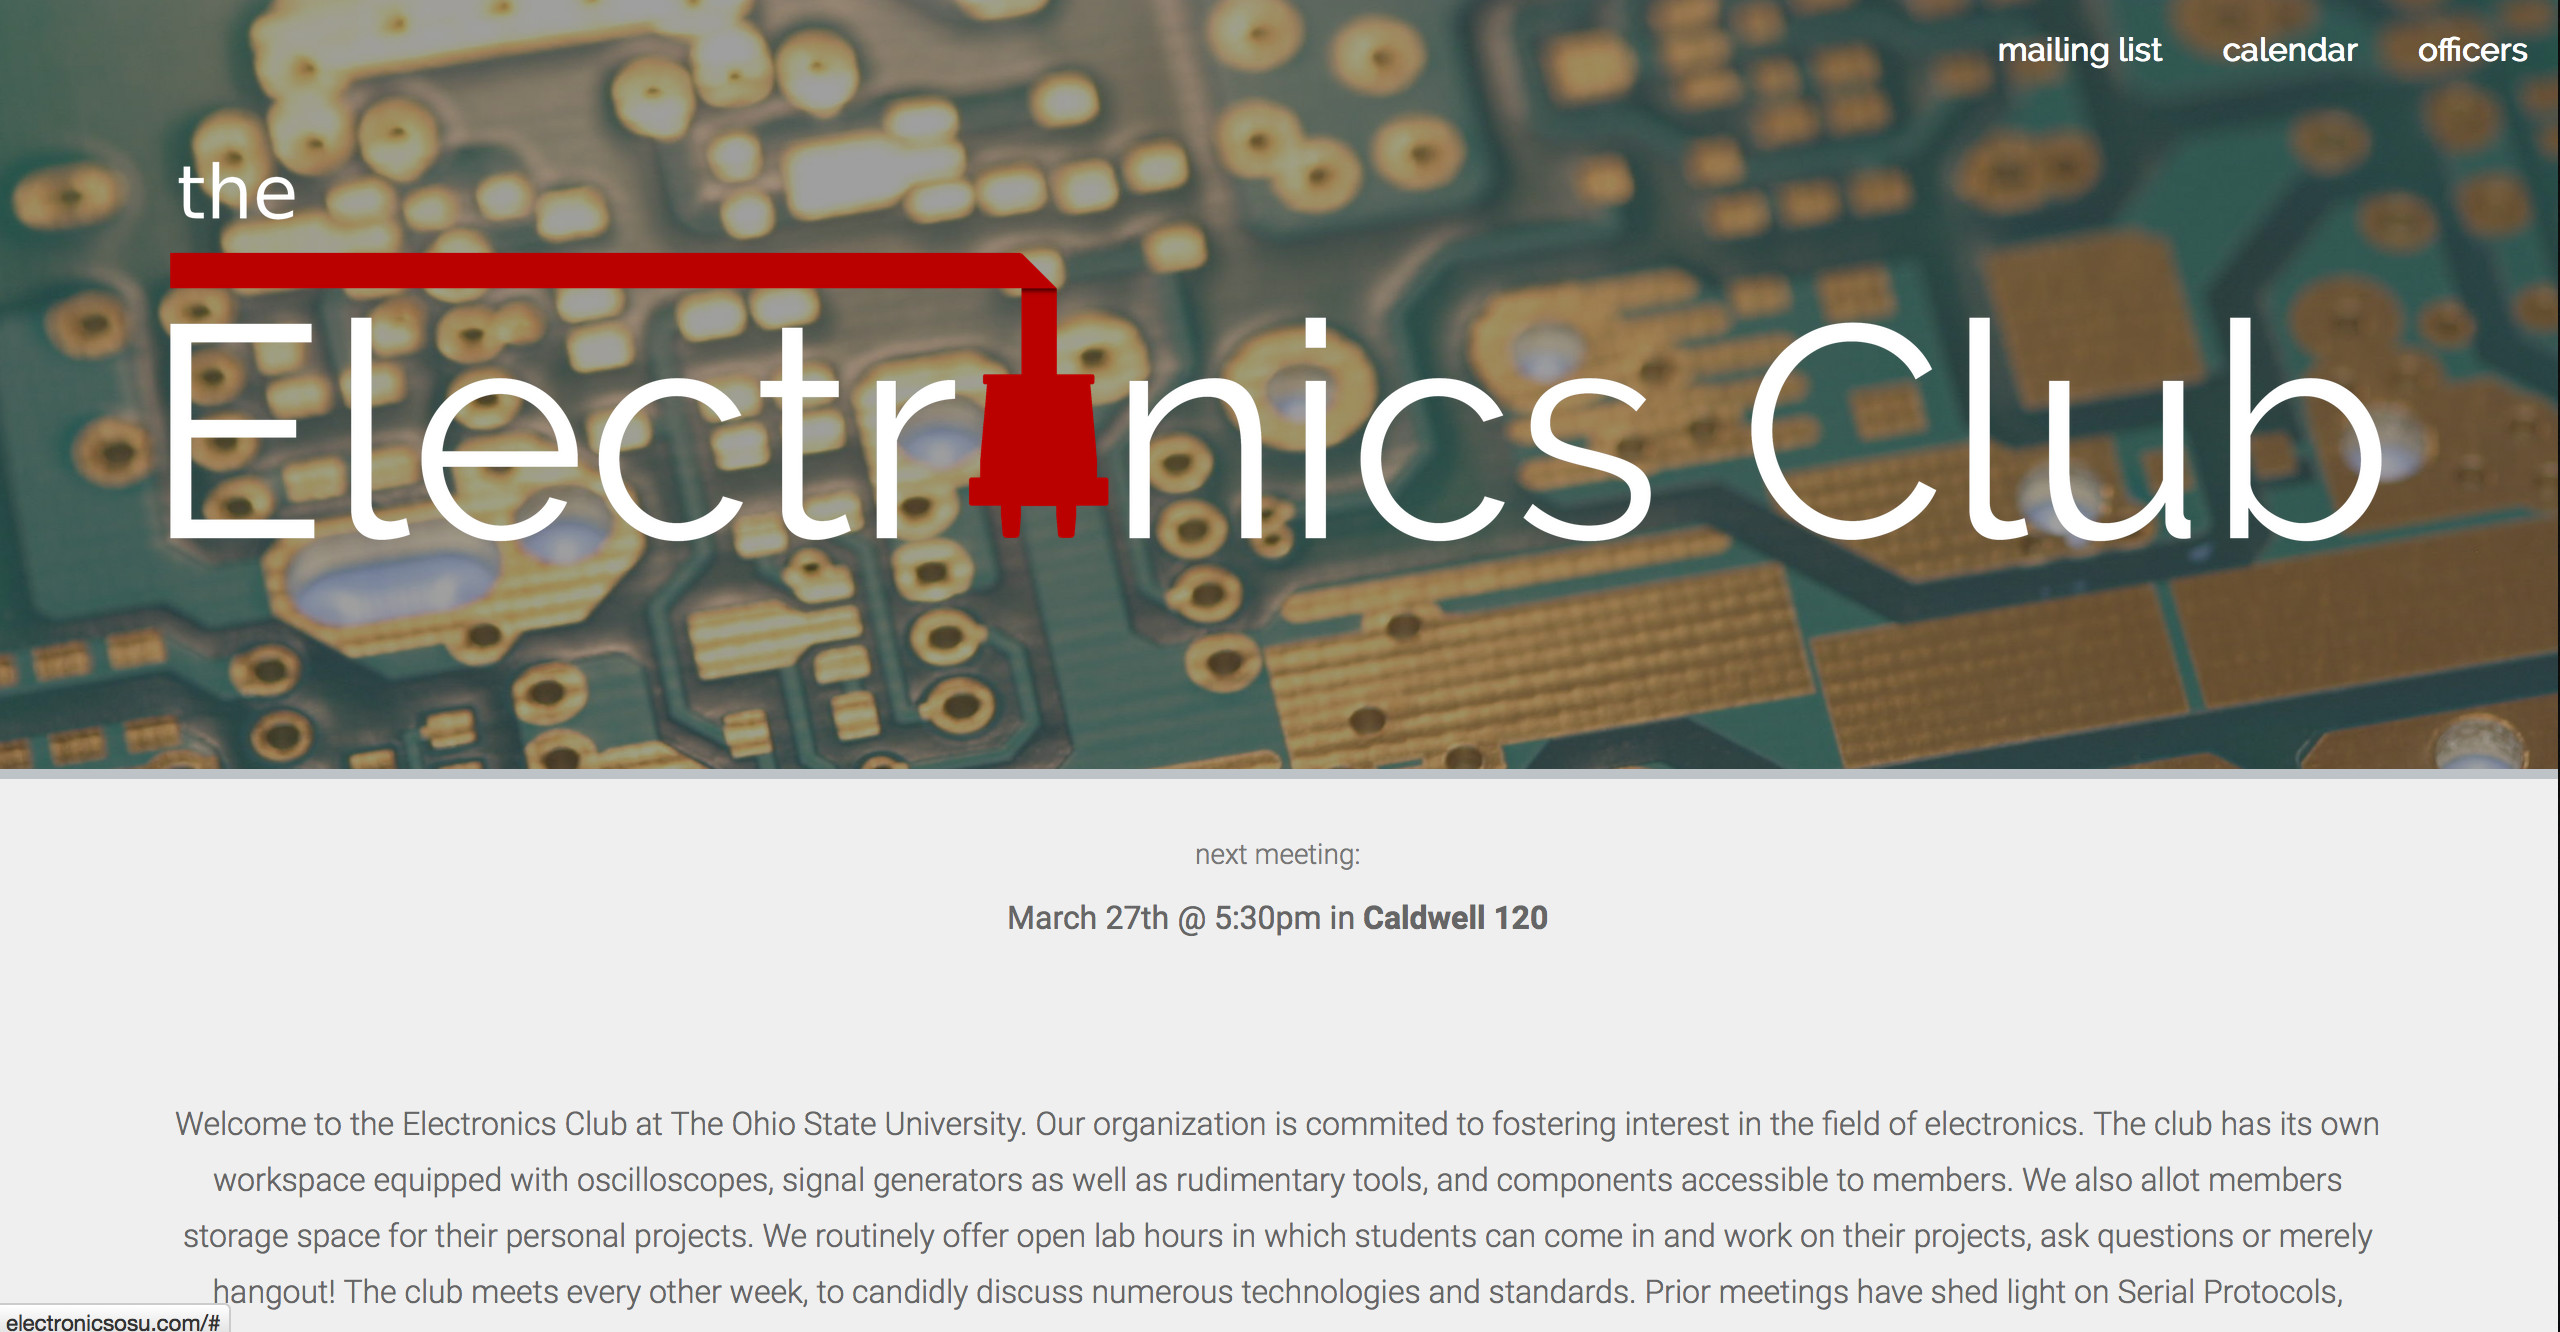 mailing list calendar officers
the
Electr nics Club
next meeting:
March 27th @ 5:30pm in Caldwell 120
Welcome to the Electronics Club at The Ohio State University. Our organization is commited to fostering interest in the field of electronics. The club has its own
workspace equipped with oscilloscopes, signal generators as well as rudimentary tools, and components accessible to members. We also allot members
storage space for their personal projects. We routinely offer open lab hours in which students can come in and work on their projects, ask questions or merely
hangout! The club meets every other week, to candidly discuss numerous technologies and standards. Prior meetings have shed light on Serial Protocols,
electronicsosu.com/#